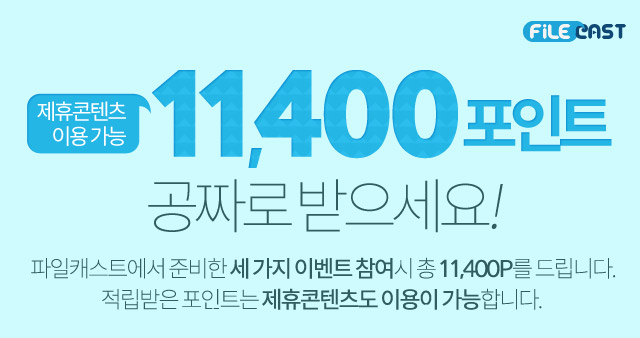 FiLE CAST
제휴콘텐츠
이용 가능
11,400 포인트
공짜로 받으세요!
파일캐스트에서 준비한 세 가지 이벤트 참여시 총 11,400P를 드립니다.
적립받은 포인트는 제휴콘텐츠도 이용이 가능합니다.